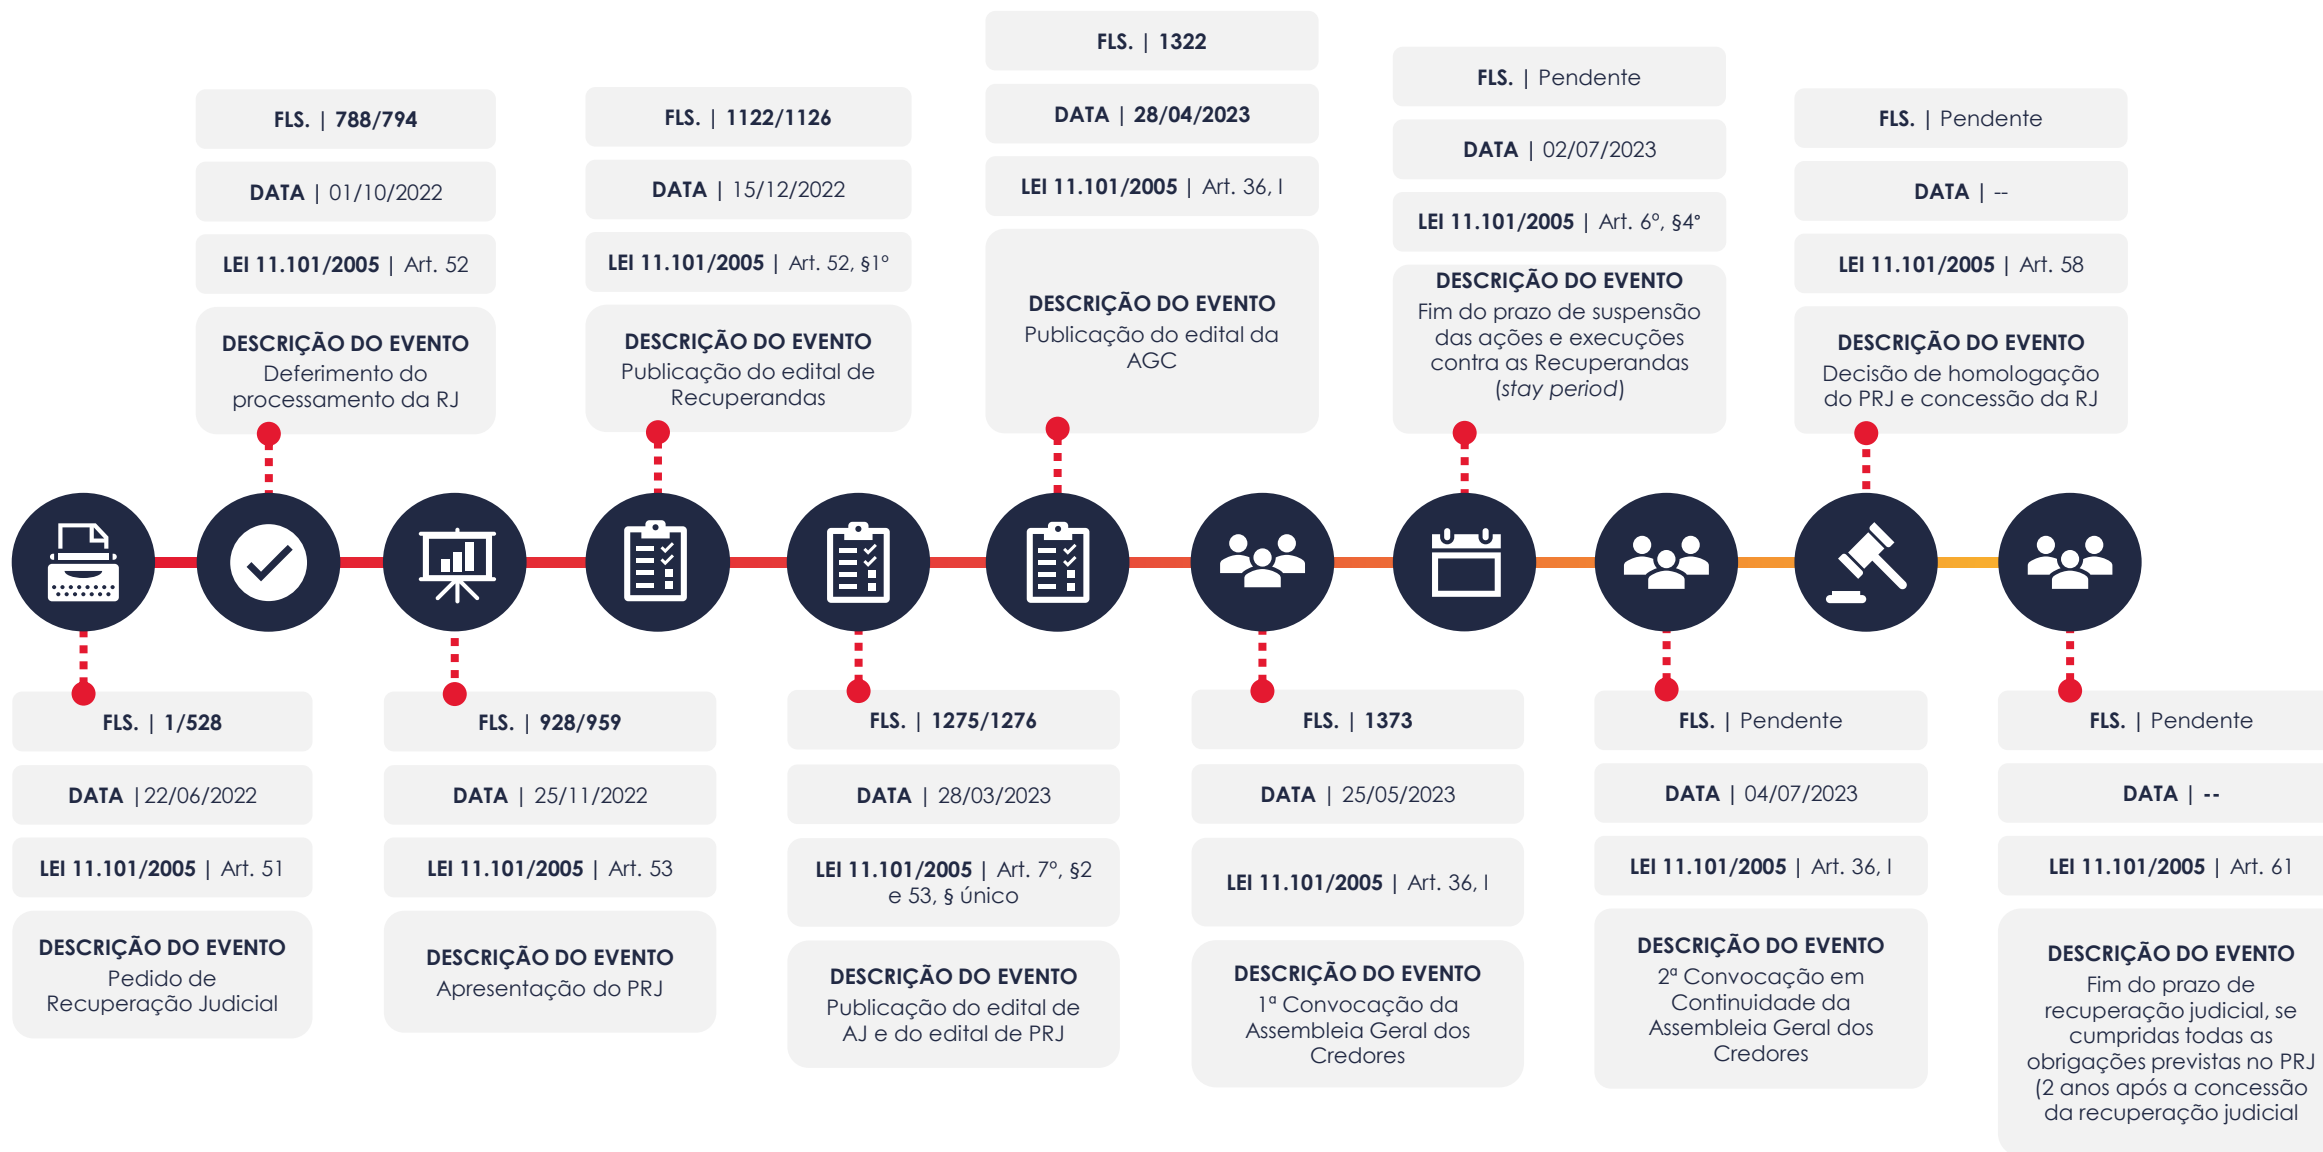 FLS. | 1/528
DATA |22/06/2022
LEI 11.101/2005 | Art. 51
DESCRIÇÃO DO EVENTO
Pedido de
Recuperação Judicial
FLS. | 788/794
DATA | 01/10/2022
LEI 11.101/2005 | Art. 52
DESCRIÇÃO DO EVENTO
Deferimento do
processamento da RJ
FLS. | 928/959
DATA | 25/11/2022
LEI 11.101/2005 | Art. 53
DESCRIÇÃO DO EVENTO
Apresentação do PRJ
FLS. | 1122/1126
DATA | 15/12/2022
LEI 11.101/2005 | Art. 52, §1º
DESCRIÇÃO DO EVENTO
Publicação do edital de
Recuperandas
FLS. | 1275/1276
DATA | 28/03/2023
LEI 11.101/2005 | Art. 7º, §2
e 53, § único
DESCRIÇÃO DO EVENTO
Publicação do edital de
AJ e do edital de PRJ
FLS. | 1322
DATA | 28/04/2023
LEI 11.101/2005 | Art. 36, I
DESCRIÇÃO DO EVENTO
Publicação do edital da
AGC
FLS. | 1373
DATA | 25/05/2023
LEI 11.101/2005 | Art. 36, I
DESCRIÇÃO DO EVENTO
1ª Convocação da
Assembleia Geral dos
Credores
FLS. | Pendente
DATA | 02/07/2023
LEI 11.101/2005 | Art. 6º, §4°
DESCRIÇÃO DO EVENTO
Fim do prazo de suspensão
das ações e execuções
contra as Recuperandas
(stay period)
FLS. | Pendente
DATA | 04/07/2023
LEI 11.101/2005 | Art. 36, I
DESCRIÇÃO DO EVENTO
2ª Convocação em
Continuidade da
Assembleia Geral dos
Credores
FLS. | Pendente
DATA | --
LEI 11.101/2005 | Art. 58
DESCRIÇÃO DO EVENTO
Decisão de homologação
do PRJ e concessão da RJ
FLS. | Pendente
DATA | --
LEI 11.101/2005 | Art. 61
DESCRIÇÃO DO EVENTO
Fim do prazo de
recuperação judicial, se
cumpridas todas as
obrigações previstas no PRJ
(2 anos após a concessão
da recuperação judicial